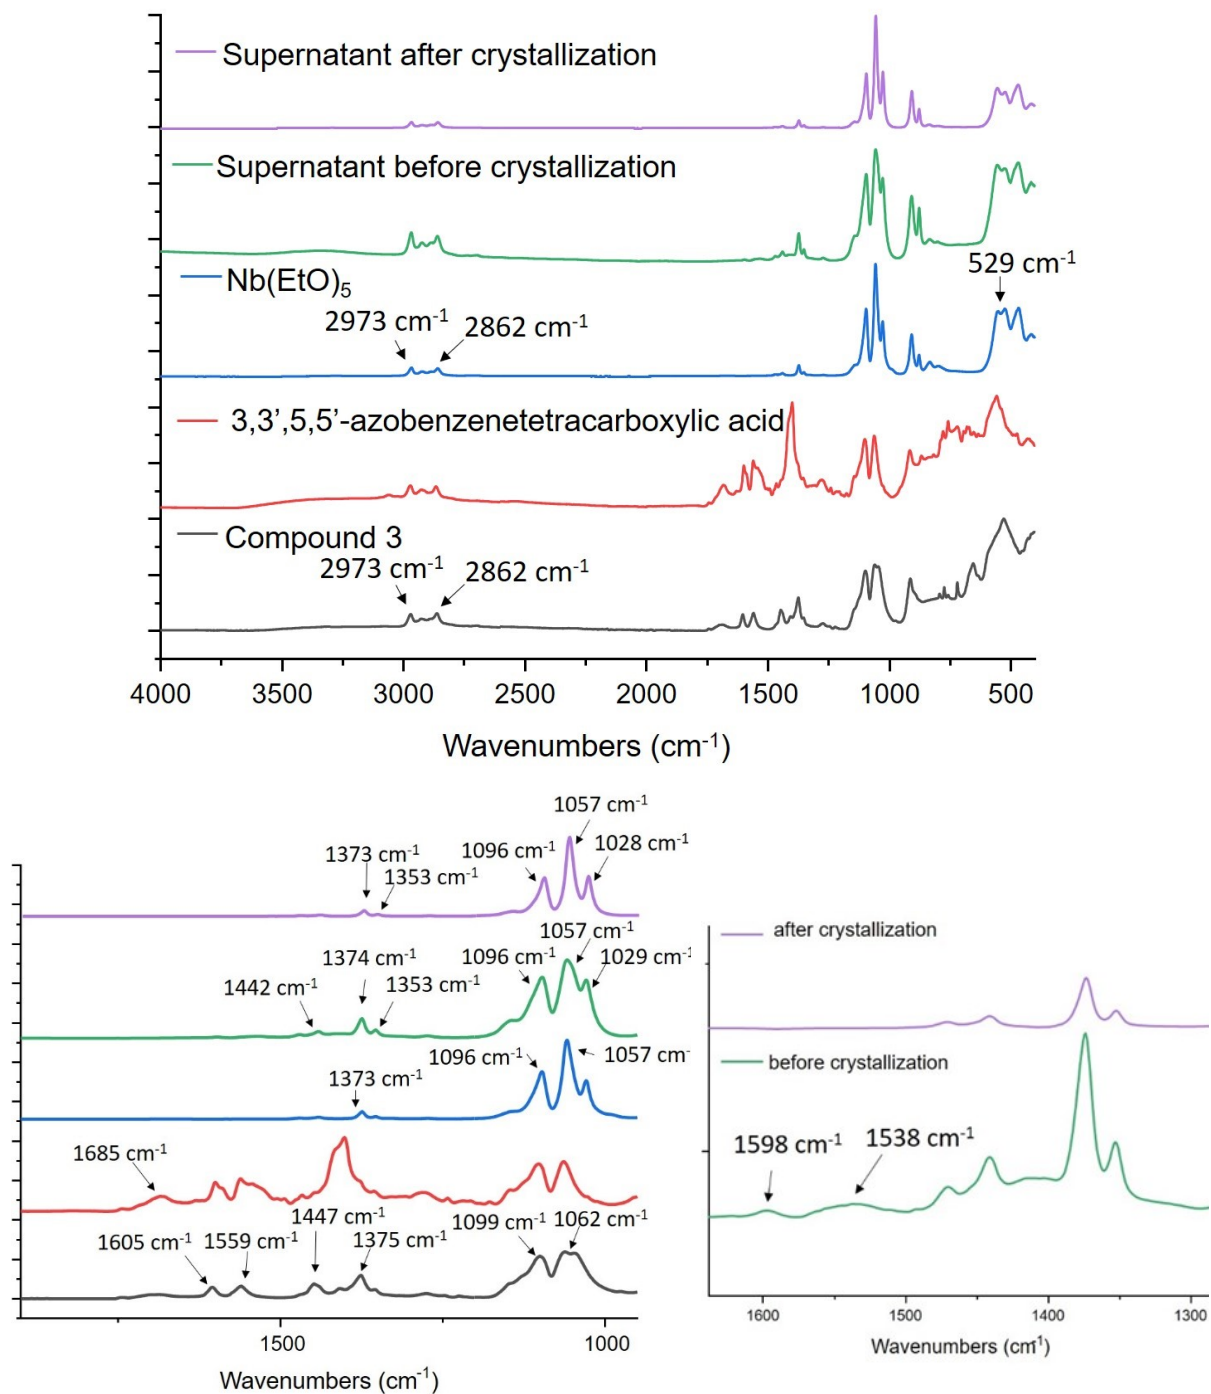 Supernatant after crystallization
Supernatant before crystallization
Nb(EtO)5
529 cm-1
2973 cm-1
2862 cm-1
3,3',5,5'-azobenzenetetracarboxylic acid
Compound 3
2973 cm-1
2862 cm-1
4000 3500 3000 2500 2000 1500 1000 500
Wavenumbers (cm-1)
1057 cm-1
1373 cm-1
1096 cm-1
1028 cm-1
1353 cm-1
1057 cm-1
1374 cm-1
1096 cm-1
1029 cm-
1442 cm-1
1353 cm-1
1096 cm-1
1057 cm-
1373 cm-1
1685 cm-1
1447 cm-1
1099 cm-1
1062 cm-1
1605 cm-1
1559 cm-1
1375 cm-1
1500 1000
Wavenumbers (cm-1)
after crystallization
before crystallization
1598 cm-1
1538 cm-1
1600 1500 1400 1300
Wavenumbers (cm-1)